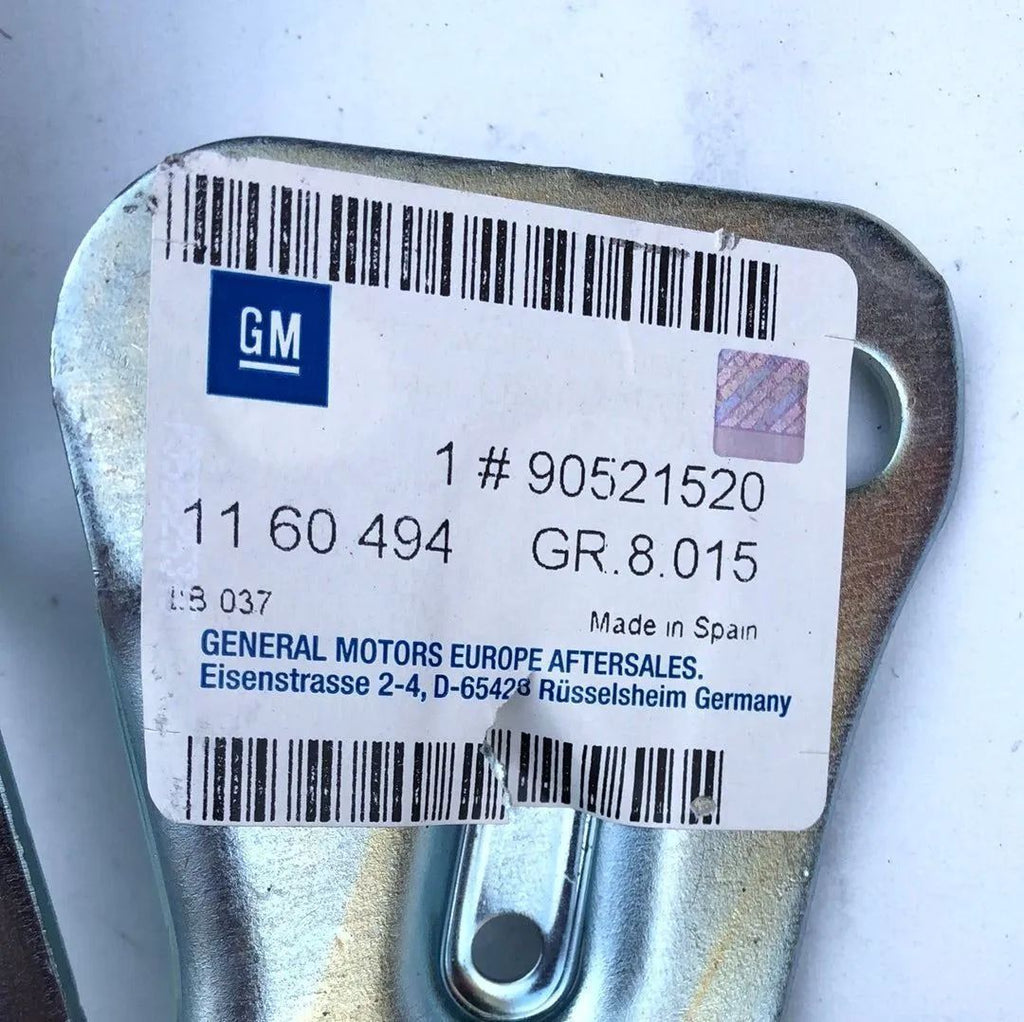 GM
1 # 90521520
11 60 494 GR.8.015
037
Made in Spain
GENERAL MOTORS EUROPE AFTERSALES.
Eisenstrasse 2-4, D-65428 Rüsselsheim Germany